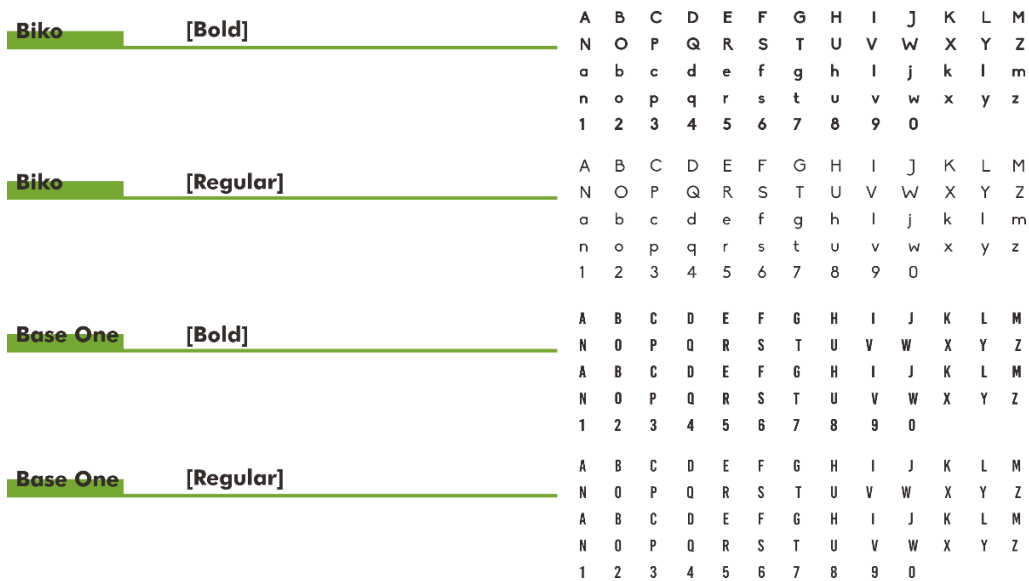 Biko [Bold]
A B C D E F G H I J K L M
N O P Q R S T U V W X Y Z
a b c d e f g h l j k l m
n o p q r s t u v w x y z
1 2 3 4 5 6 7 8 9 0
Biko [Regular]
A B C D E F G H I J K L M
N O P Q R S T U V W X Y Z
a b c d e f g h l j k l m
n o p q r s t u v w x y z
1 2 3 4 5 6 7 8 9 0
Base One [Bold]
A B C D E F G H I J K L M
N O P Q R S T U V W X Y Z
A B C D E F G H I J K L M
N O P Q R S T U V W X Y Z
1 2 3 4 5 6 7 8 9 0
Base One [Regular]
A B C D E F G H I J K L M
N O P Q R S T U V W X Y Z
A B C D E F G H I J K L M
N O P Q R S T U V W X Y Z
1 2 3 4 5 6 7 8 9 0